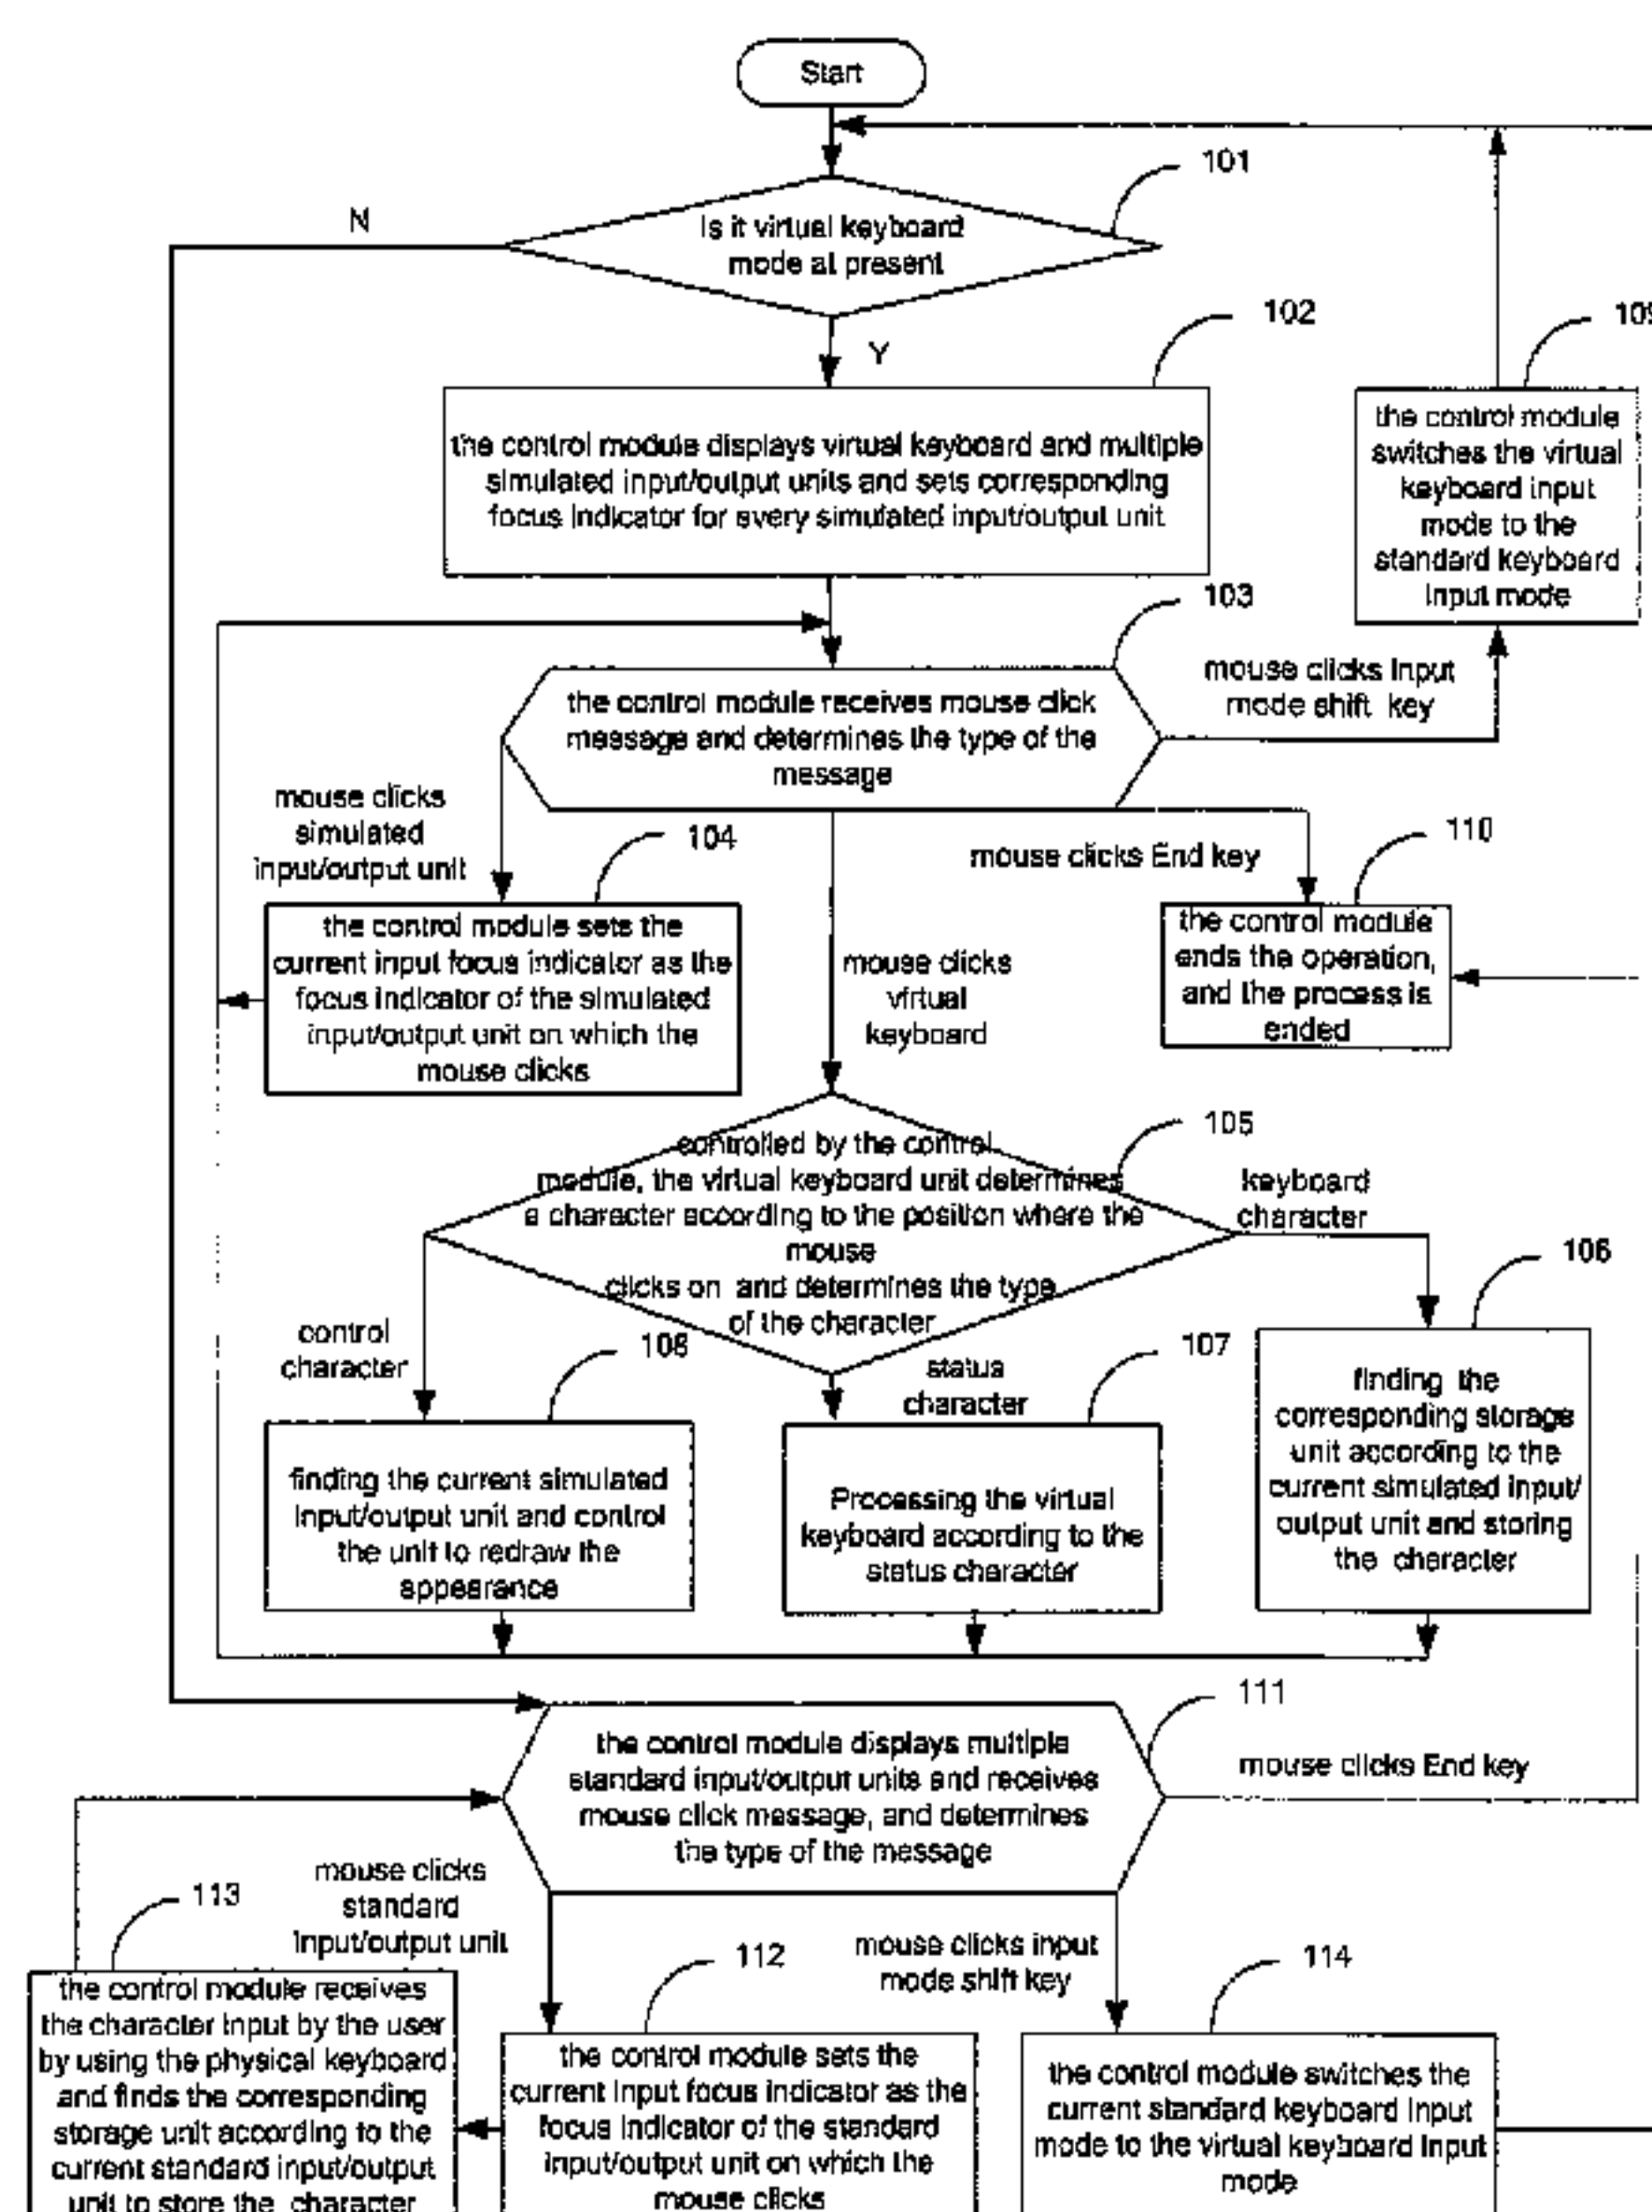 Start
101
N
Is it virtual keyboard
mode at present
102
Y
the control module displays virtual keyboard and multiple
simulated input/output units and sets corresponding
focus indicator for every simulated input/output unit
the control module
switches the virtual
keyboard input
mode to the
standard keyboard
input mode
103
the control module receives mouse click
message and determines the type of the
message
mouse clicks input
mode shift key
mouse clicks
simulated
input/output unit
104
mouse clicks End key
110
the control module sets the
current input focus indicator as the
focus indicator of the simulated
input/output unit on which the
mouse clicks
mouse clicks
virtual
keyboard
the control module
ends the operation,
and the process is
ended
105
controlled by the control
module, the virtual keyboard unit determines
a character according to the position where the
mouse
clicks on and determines the type
of the character
keyboard
character
106
control
character
108
status
character
107
finding the current simulated
input/output unit and control
the unit to redraw the
appearance
Processing the virtual
keyboard according to the
status character
finding the
corresponding storage
unit according to the
current simulated input/
output unit and storing
the character
111
the control module displays multiple
standard input/output units and receives
mouse click message, and determines
the type of the message
mouse clicks End key
113
mouse clicks
standard
input/output unit
112
mouse clicks input
mode shift key
114
the control module receives
the character input by the user
by using the physical keyboard
and finds the corresponding
storage unit according to the
current standard input/output
unit to store the character
the control module sets the
current input focus indicator as the
focus indicator of the standard
input/output unit on which the
mouse clicks
the control module switches the
current standard keyboard input
mode to the virtual keyboard input
mode